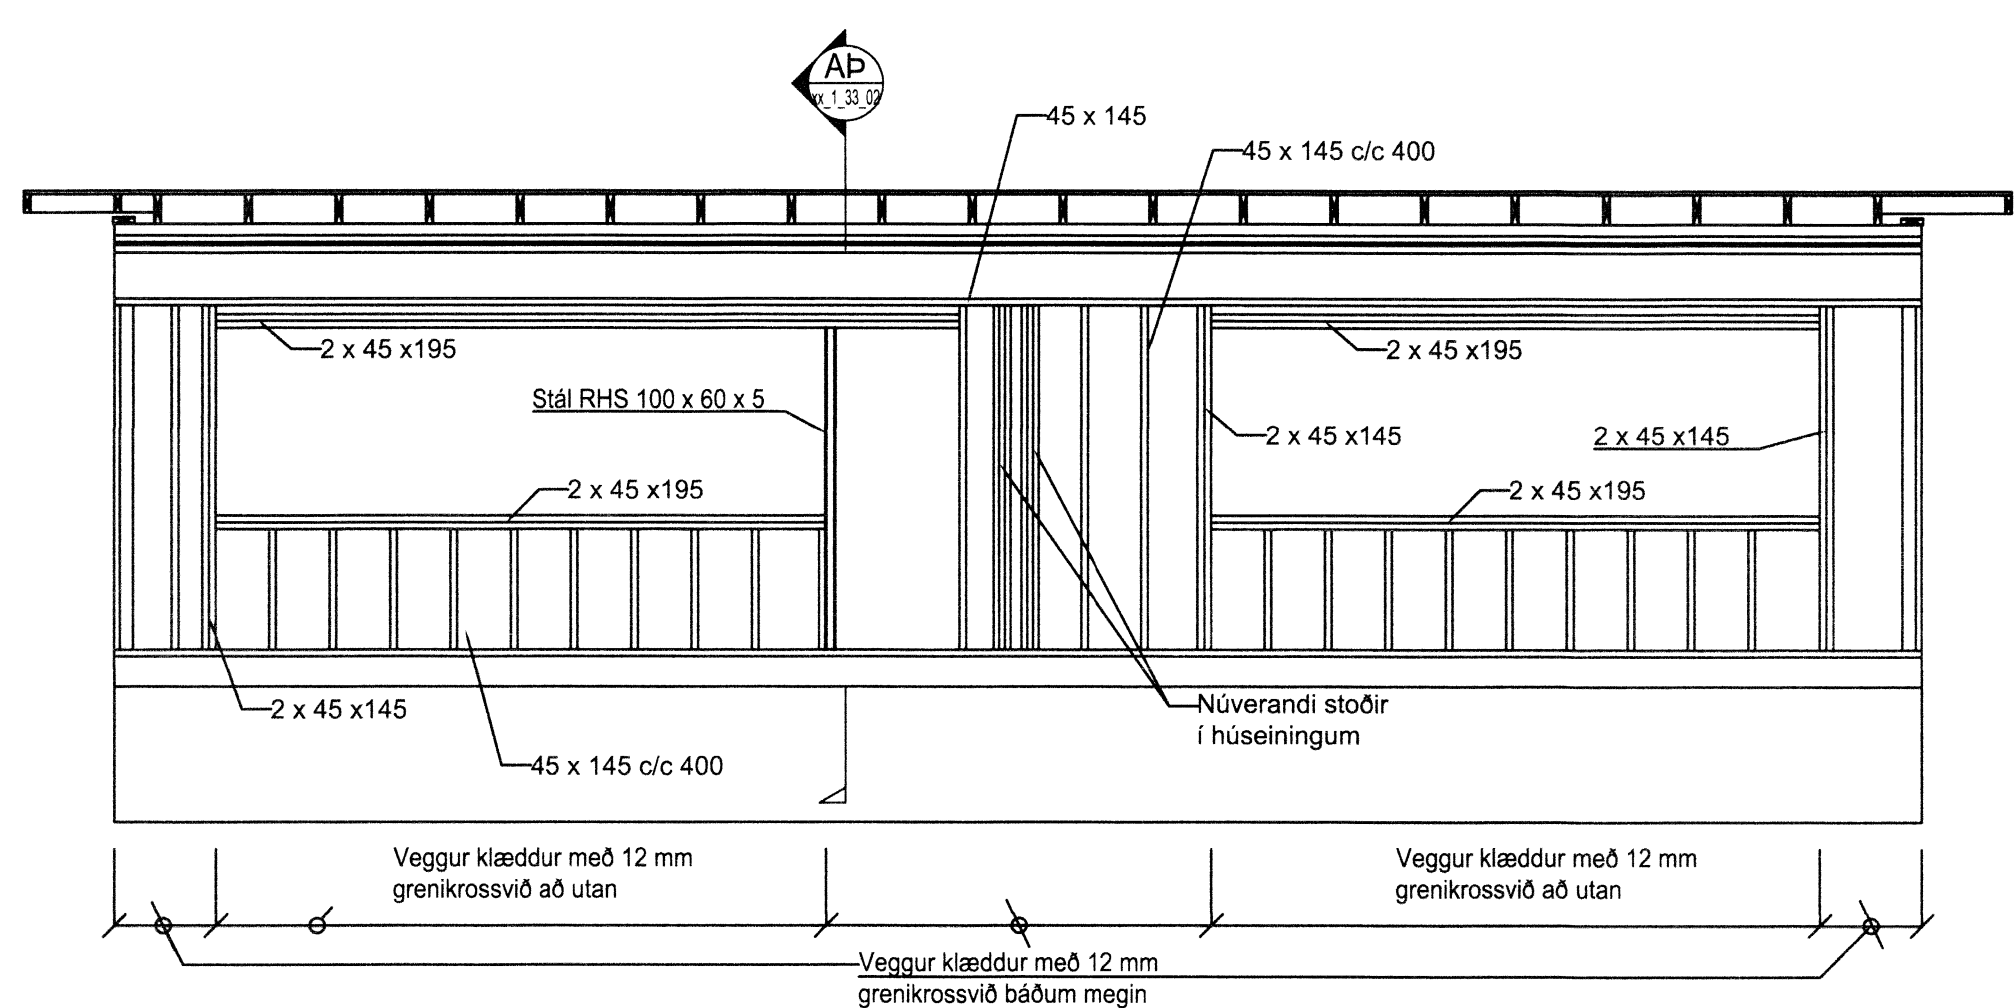 AÞ
xx_1_33_02
45 x 145
45 x 145 c/c 400
2 x 45 x195
2 x 45 x195
Stál RHS 100 x 60 x 5
2 x 45 x145
2 x 45 x145
2 x 45 x195
2 x 45 x195
2 x 45 x145
Núverandi stoðir
í húseiningum
45 x 145 c/c 400
Veggur klæddur með 12 mm
grenikrossvið að utan
Veggur klæddur með 12 mm
grenikrossvið að utan
Veggur klæddur með 12 mm
grenikrossvið báðum megin